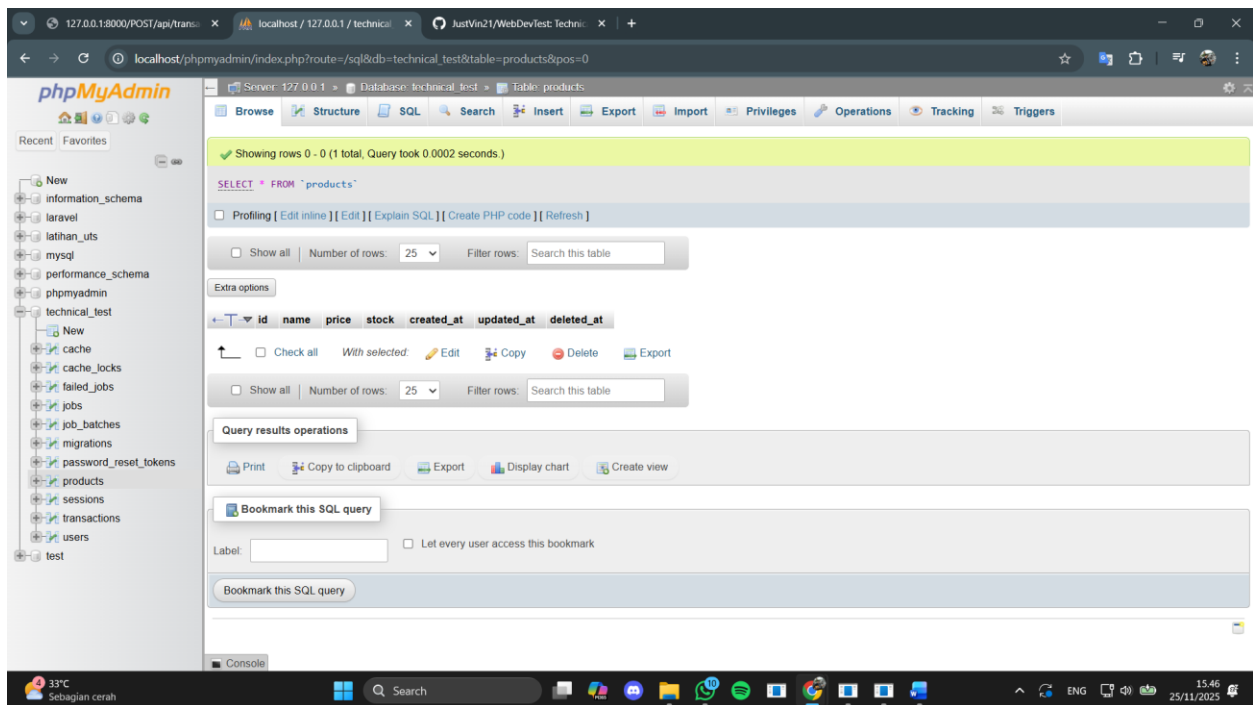 127.0.0.1:8000/POST/api/transa
localhost / 127.0.0.1 / technical_
JustVin21/WebDevTest: Technic
localhost/phpmyadmin/index.php?route=/sql&db=technical_test&table=products&pos=0
phpMyAdmin
Recent Favorites
New
information_schema
laravel
latihan_uts
mysql
performance_schema
phpmyadmin
technical_test
New
cache
cache_locks
failed_jobs
jobs
job_batches
migrations
password_reset_tokens
products
sessions
transactions
users
test
Server: 127.0.0.1 » Database: technical_test » Table: products
Browse Structure SQL Search Insert Export Import Privileges Operations Tracking Triggers
Showing rows 0 - 0 (1 total, Query took 0.0002 seconds.)
SELECT * FROM `products`
Profiling [ Edit inline ] [ Edit ] [ Explain SQL ] [ Create PHP code ] [ Refresh ]
Show all Number of rows: 25 Filter rows: Search this table
Extra options
id name price stock created_at updated_at deleted_at
Check all With selected: Edit Copy Delete Export
Show all Number of rows: 25 Filter rows: Search this table
Query results operations
Print Copy to clipboard Export Display chart Create view
Bookmark this SQL query
Label: Let every user access this bookmark
Bookmark this SQL query
Console
4 33°C
Sebagian cerah
Search
10
ENG
15.46
25/11/2025